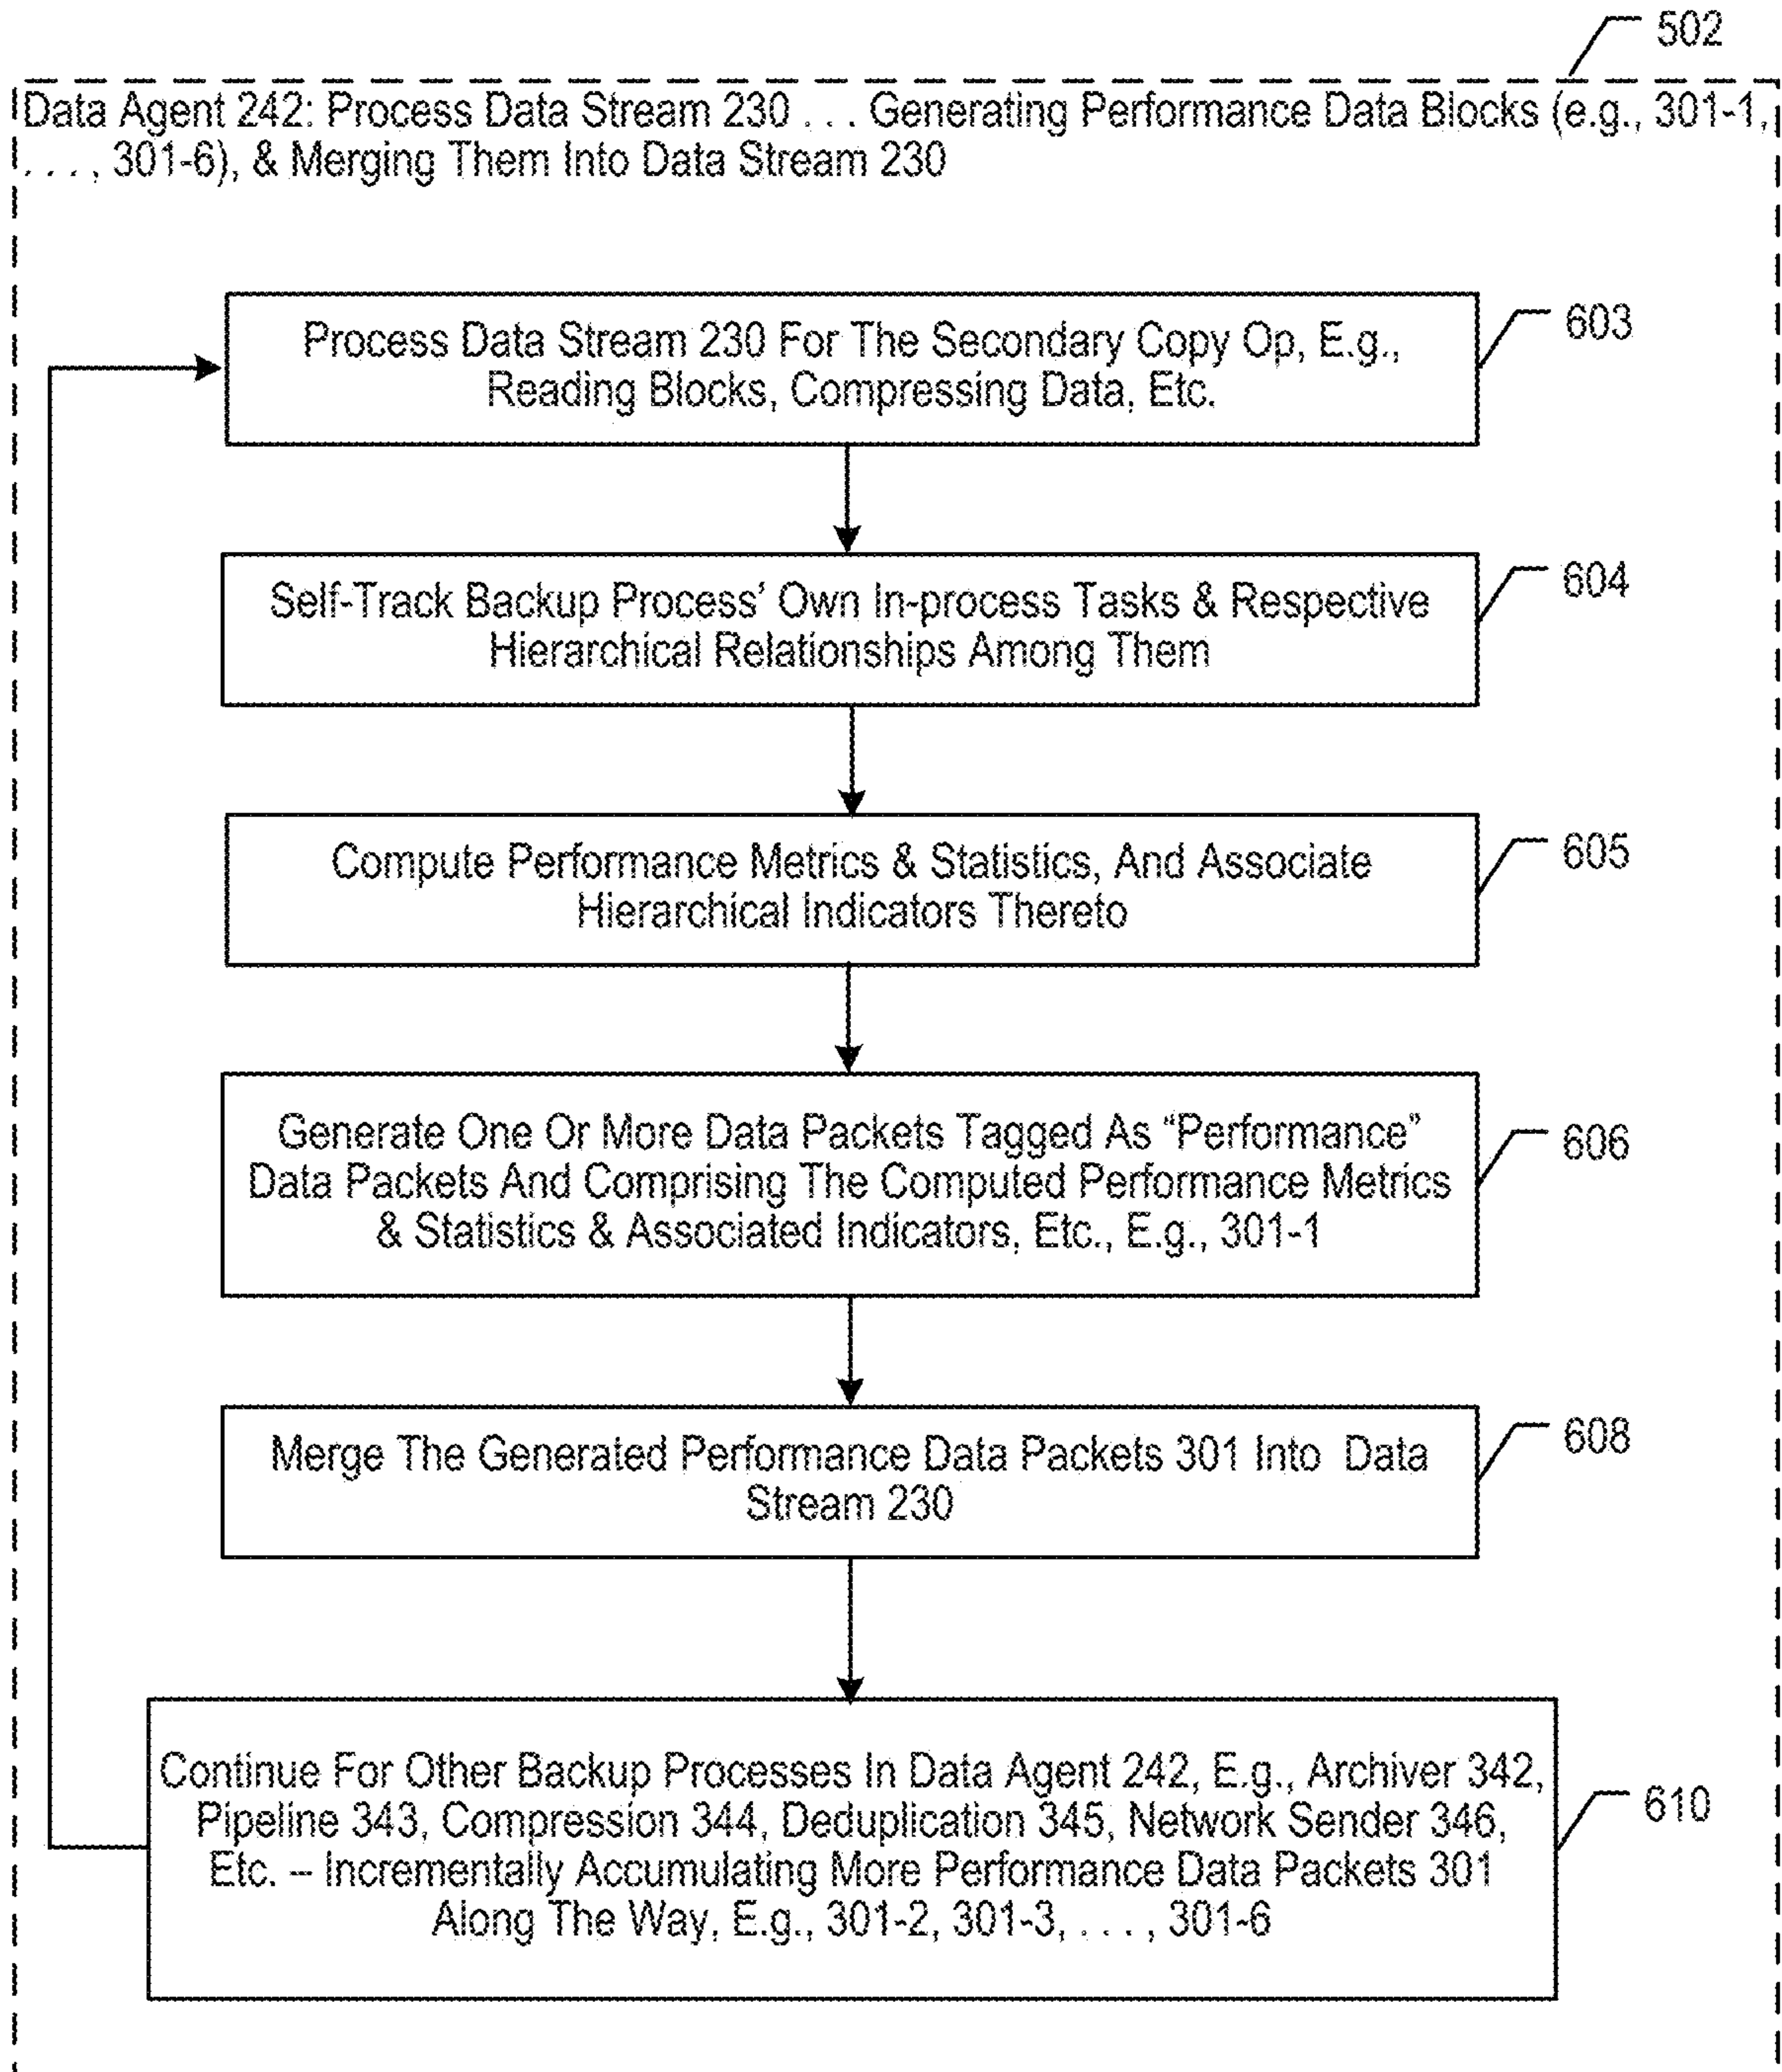 502
Data Agent 242: Process Data Stream 230 . . . Generating Performance Data Blocks (e.g., 301-1,
. . . , 301-6), & Merging Them Into Data Stream 230
Process Data Stream 230 For The Secondary Copy Op, E.g.,
Reading Blocks, Compressing Data, Etc.
603
Self-Track Backup Process’ Own In-process Tasks & Respective
Hierarchical Relationships Among Them
604
Compute Performance Metrics & Statistics, And Associate
Hierarchical Indicators Thereto
605
Generate One Or More Data Packets Tagged As “Performance”
Data Packets And Comprising The Computed Performance Metrics
& Statistics & Associated Indicators, Etc., E.g., 301-1
606
Merge The Generated Performance Data Packets 301 Into Data
Stream 230
608
Continue For Other Backup Processes In Data Agent 242, E.g., Archiver 342,
Pipeline 343, Compression 344, Deduplication 345, Network Sender 346,
Etc. – Incrementally Accumulating More Performance Data Packets 301
Along The Way, E.g., 301-2, 301-3, . . . , 301-6
610